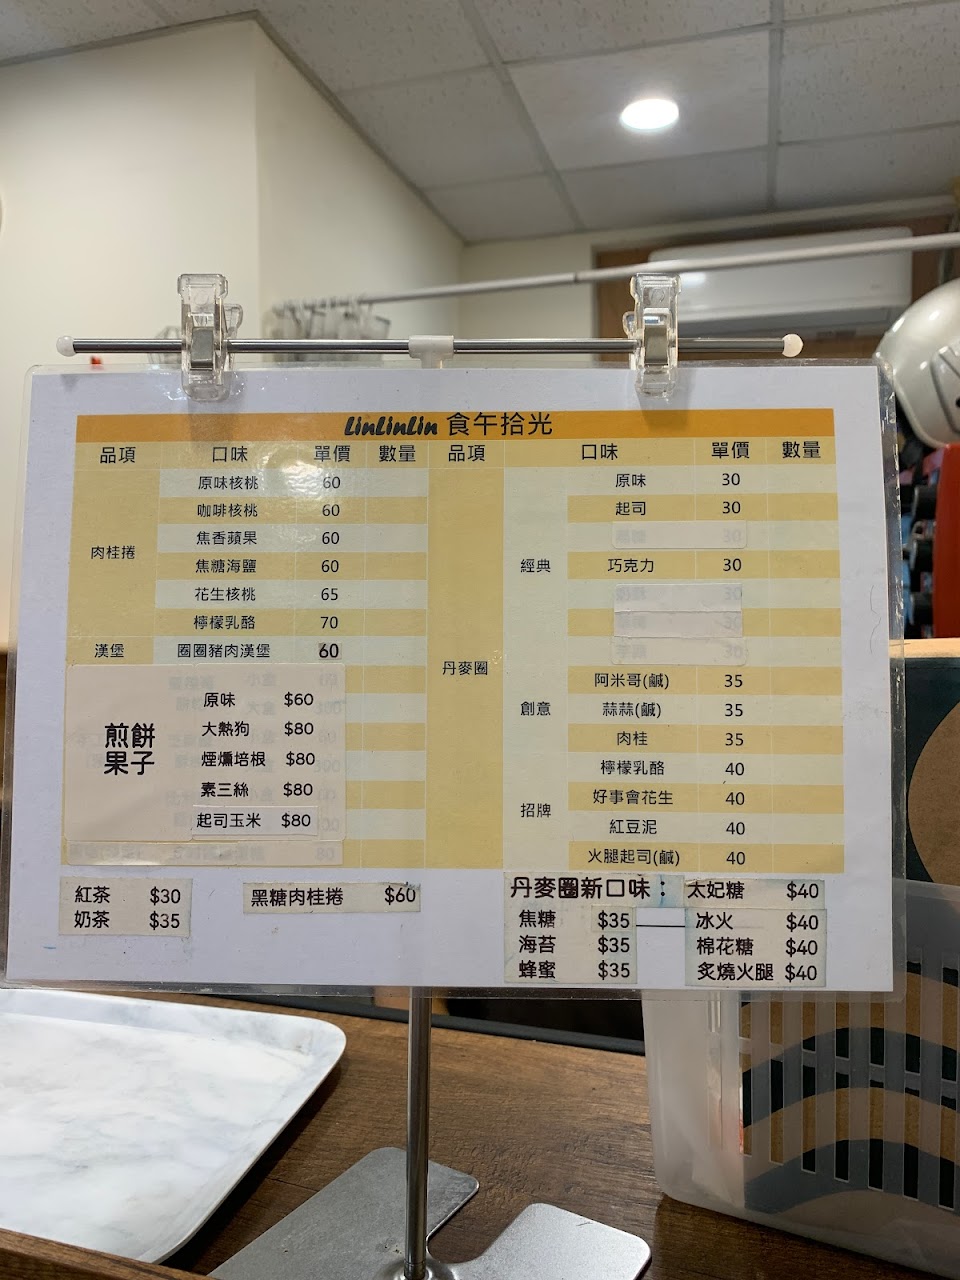 LinLinLin 食午拾光
品項 口味 單價 數量 品項 口味 單價 數量
肉桂捲
原味核桃 60
咖啡核桃 60
焦香蘋果 60
焦糖海鹽 60
花生核桃 65
檸檬乳酪 70
漢堡 圈圈豬肉漢堡 60
煎餅
果子
原味 $60
大熱狗 $80
煙燻培根 $80
素三絲 $80
起司玉米 $80
丹麥圈
經典
原味 30
起司 30
巧克力 30
創意
阿米哥(鹹) 35
蒜蒜(鹹) 35
肉桂 35
招牌
檸檬乳酪 40
好事會花生 40
紅豆泥 40
火腿起司(鹹) 40
紅茶 $30
奶茶 $35
黑糖肉桂捲 $60
丹麥圈新口味： 太妃糖 $40
焦糖 $35 冰火 $40
海苔 $35 棉花糖 $40
蜂蜜 $35 炙燒火腿 $40